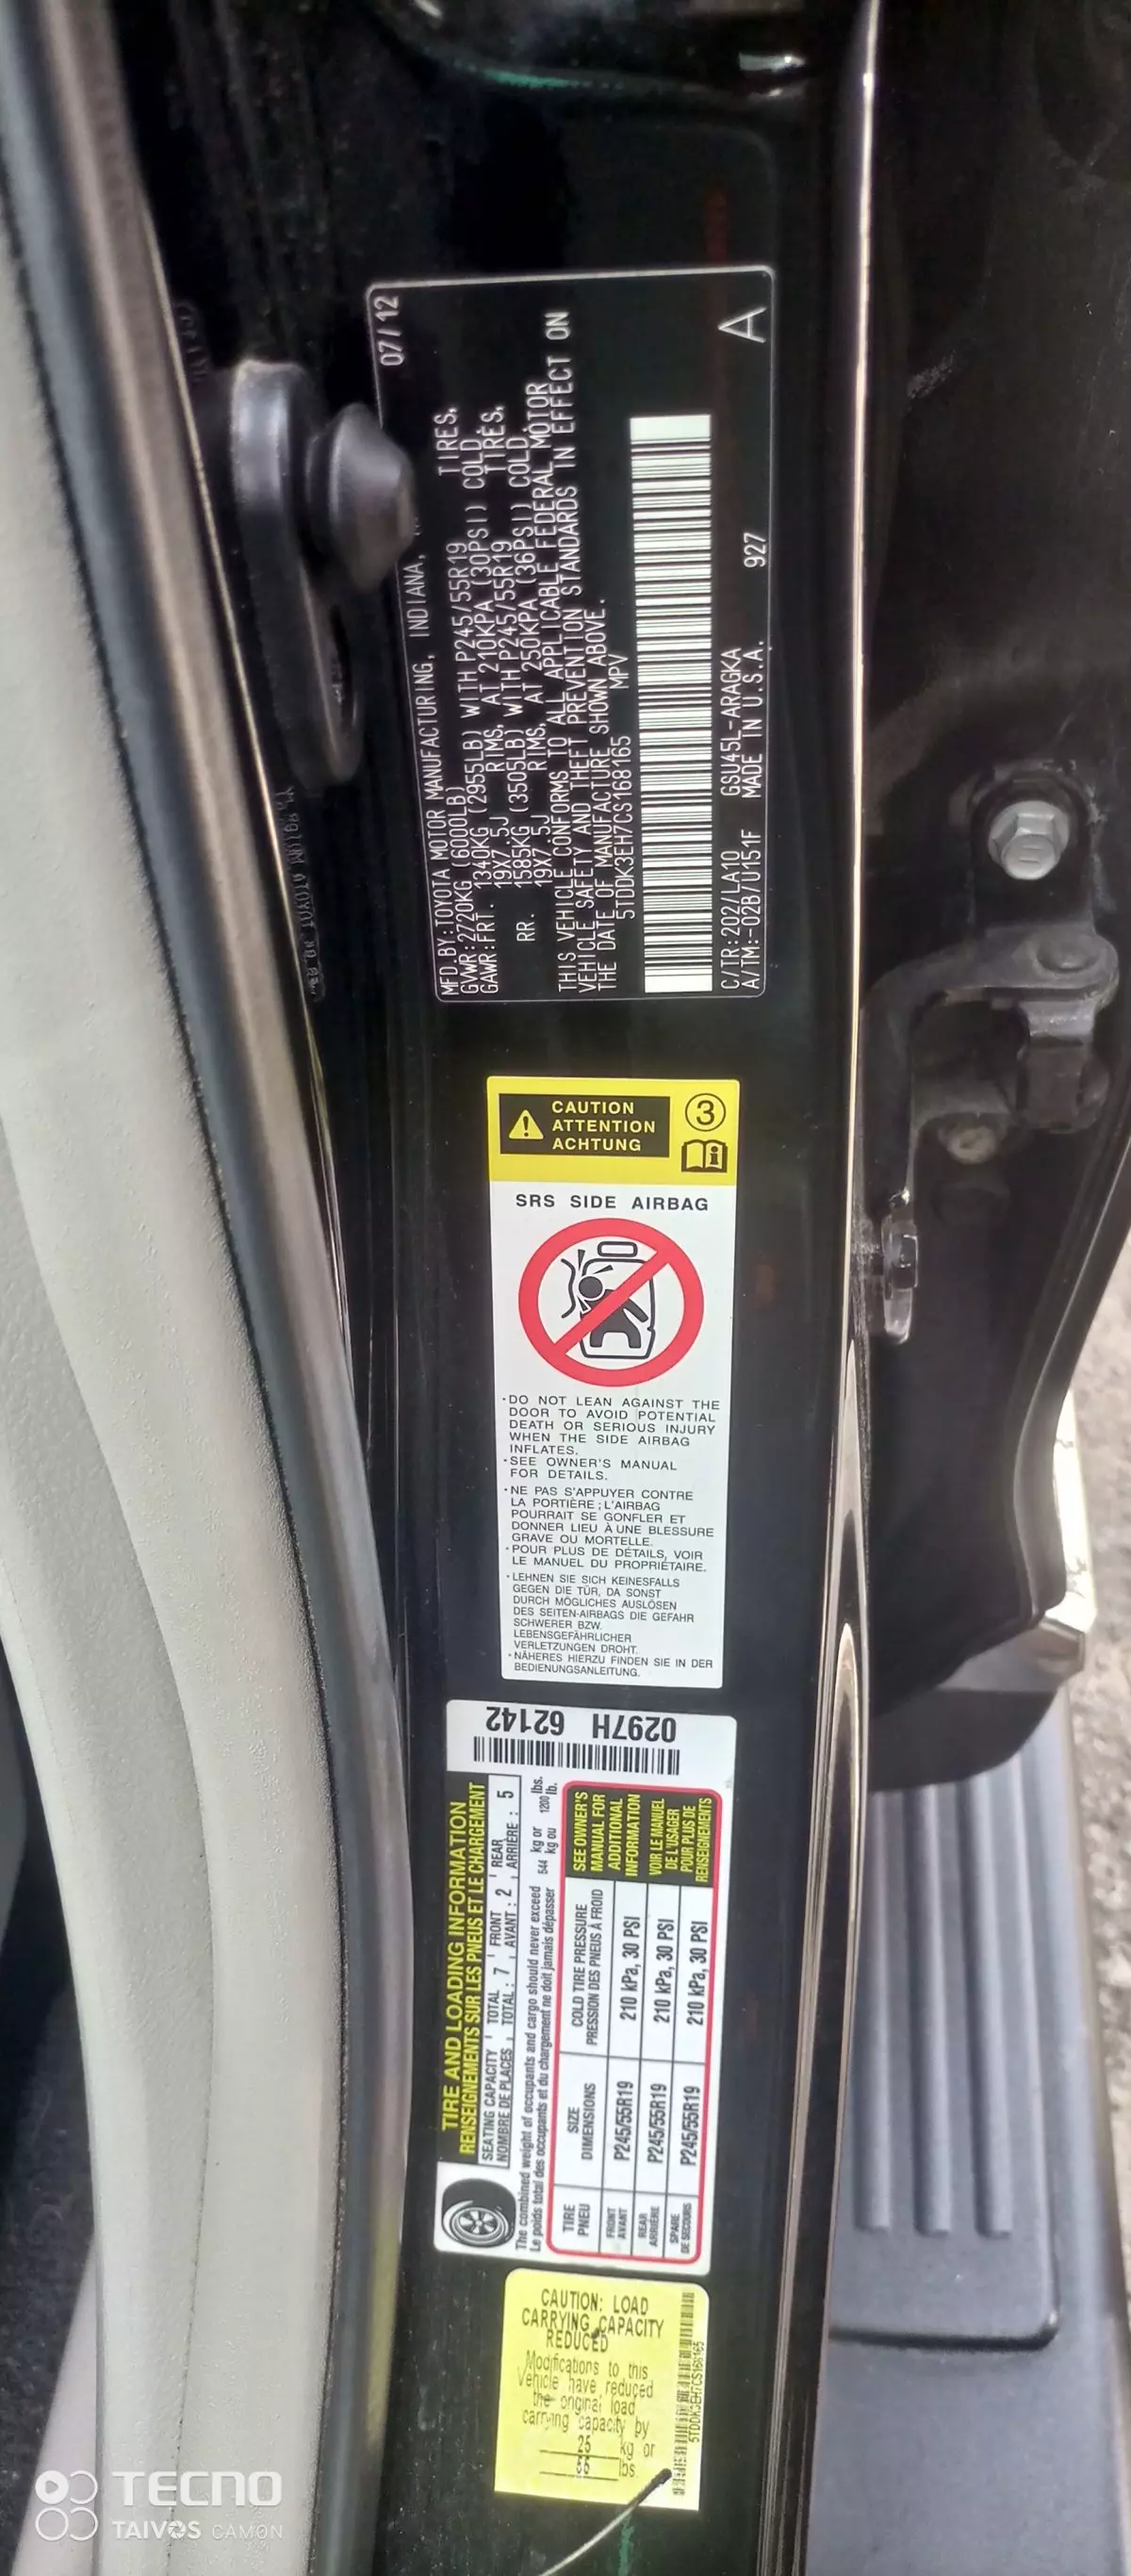 07/12
MFD.BY:TOYOTA MOTOR MANUFACTURING, INDIANA,
GVWR:2720KG (6000LB)
GAWR:FRT. 1340KG (2955LB) WITH P245/55R19 TIRES,
19X7.5J RIMS, AT 210KPA (30PSI) COLD.
RR. 1585KG (3505LB) WITH P245/55R19 TIRES,
19X7.5J RIMS, AT 250KPA (36PSI) COLD.
THIS VEHICLE CONFORMS TO ALL APPLICABLE FEDERAL MOTOR
VEHICLE SAFETY AND THEFT PREVENTION STANDARDS IN EFFECT ON
THE DATE OF MANUFACTURE SHOWN ABOVE.
5TDDK3EH7CS168165 MPV
C/TR:202/LA10 GSU45L-ARAGKA
A/TM:-02B/U151F MADE IN U.S.A. 927 A
CAUTION
ATTENTION
ACHTUNG
3
SRS SIDE AIRBAG
·DO NOT LEAN AGAINST THE
DOOR TO AVOID POTENTIAL
DEATH OR SERIOUS INJURY
WHEN THE SIDE AIRBAG
INFLATES.
·SEE OWNER'S MANUAL
FOR DETAILS.
·NE PAS S'APPUYER CONTRE
LA PORTIÈRE ; L'AIRBAG
POURRAIT SE GONFLER ET
DONNER LIEU À UNE BLESSURE
GRAVE OU MORTELLE.
·POUR PLUS DE DÉTAILS, VOIR
LE MANUEL DU PROPRIÉTAIRE.
·LEHNEN SIE SICH KEINESFALLS
GEGEN DIE TÜR, DA SONST
DURCH MÖGLICHES AUSLÖSEN
DES SEITEN-AIRBAGS DIE GEFAHR
SCHWERER BZW.
LEBENSGEFÄHRLICHER
VERLETZUNGEN DROHT.
·NÄHERES HIERZU FINDEN SIE IN DER
BEDIENUNGSANLEITUNG.
0297H 62142
TIRE AND LOADING INFORMATION
RENSEIGNEMENTS SUR LES PNEUS ET LE CHARGEMENT
SEATING CAPACITY TOTAL 7 FRONT 2 REAR 5
NOMBRE DE PLACES TOTAL : AVANT : ARRIÈRE :
The combined weight of occupants and cargo should never exceed 544 kg or 1200 lbs.
Le poids total des occupants et du chargement ne doit jamais dépasser kg ou lb.
TIRE SIZE COLD TIRE PRESSURE
PNEU DIMENSIONS PRESSION DES PNEUS À FROID
FRONT P245/55R19 210 kPa, 30 PSI
AVANT
REAR P245/55R19 210 kPa, 30 PSI
ARRIÈRE
SPARE P245/55R19 210 kPa, 30 PSI
DE SECOURS
SEE OWNER'S
MANUAL FOR
ADDITIONAL
INFORMATION
VOIR LE MANUEL
DE L'USAGER
POUR PLUS DE
RENSEIGNEMENTS
CAUTION: LOAD
CARRYING CAPACITY
REDUCED
Modifications to this
Vehicle have reduced
the original load
carrying capacity by
25 kg or
55 lbs
5TDDK3EH7CS168165
TECNO
TAIVOS CAMON